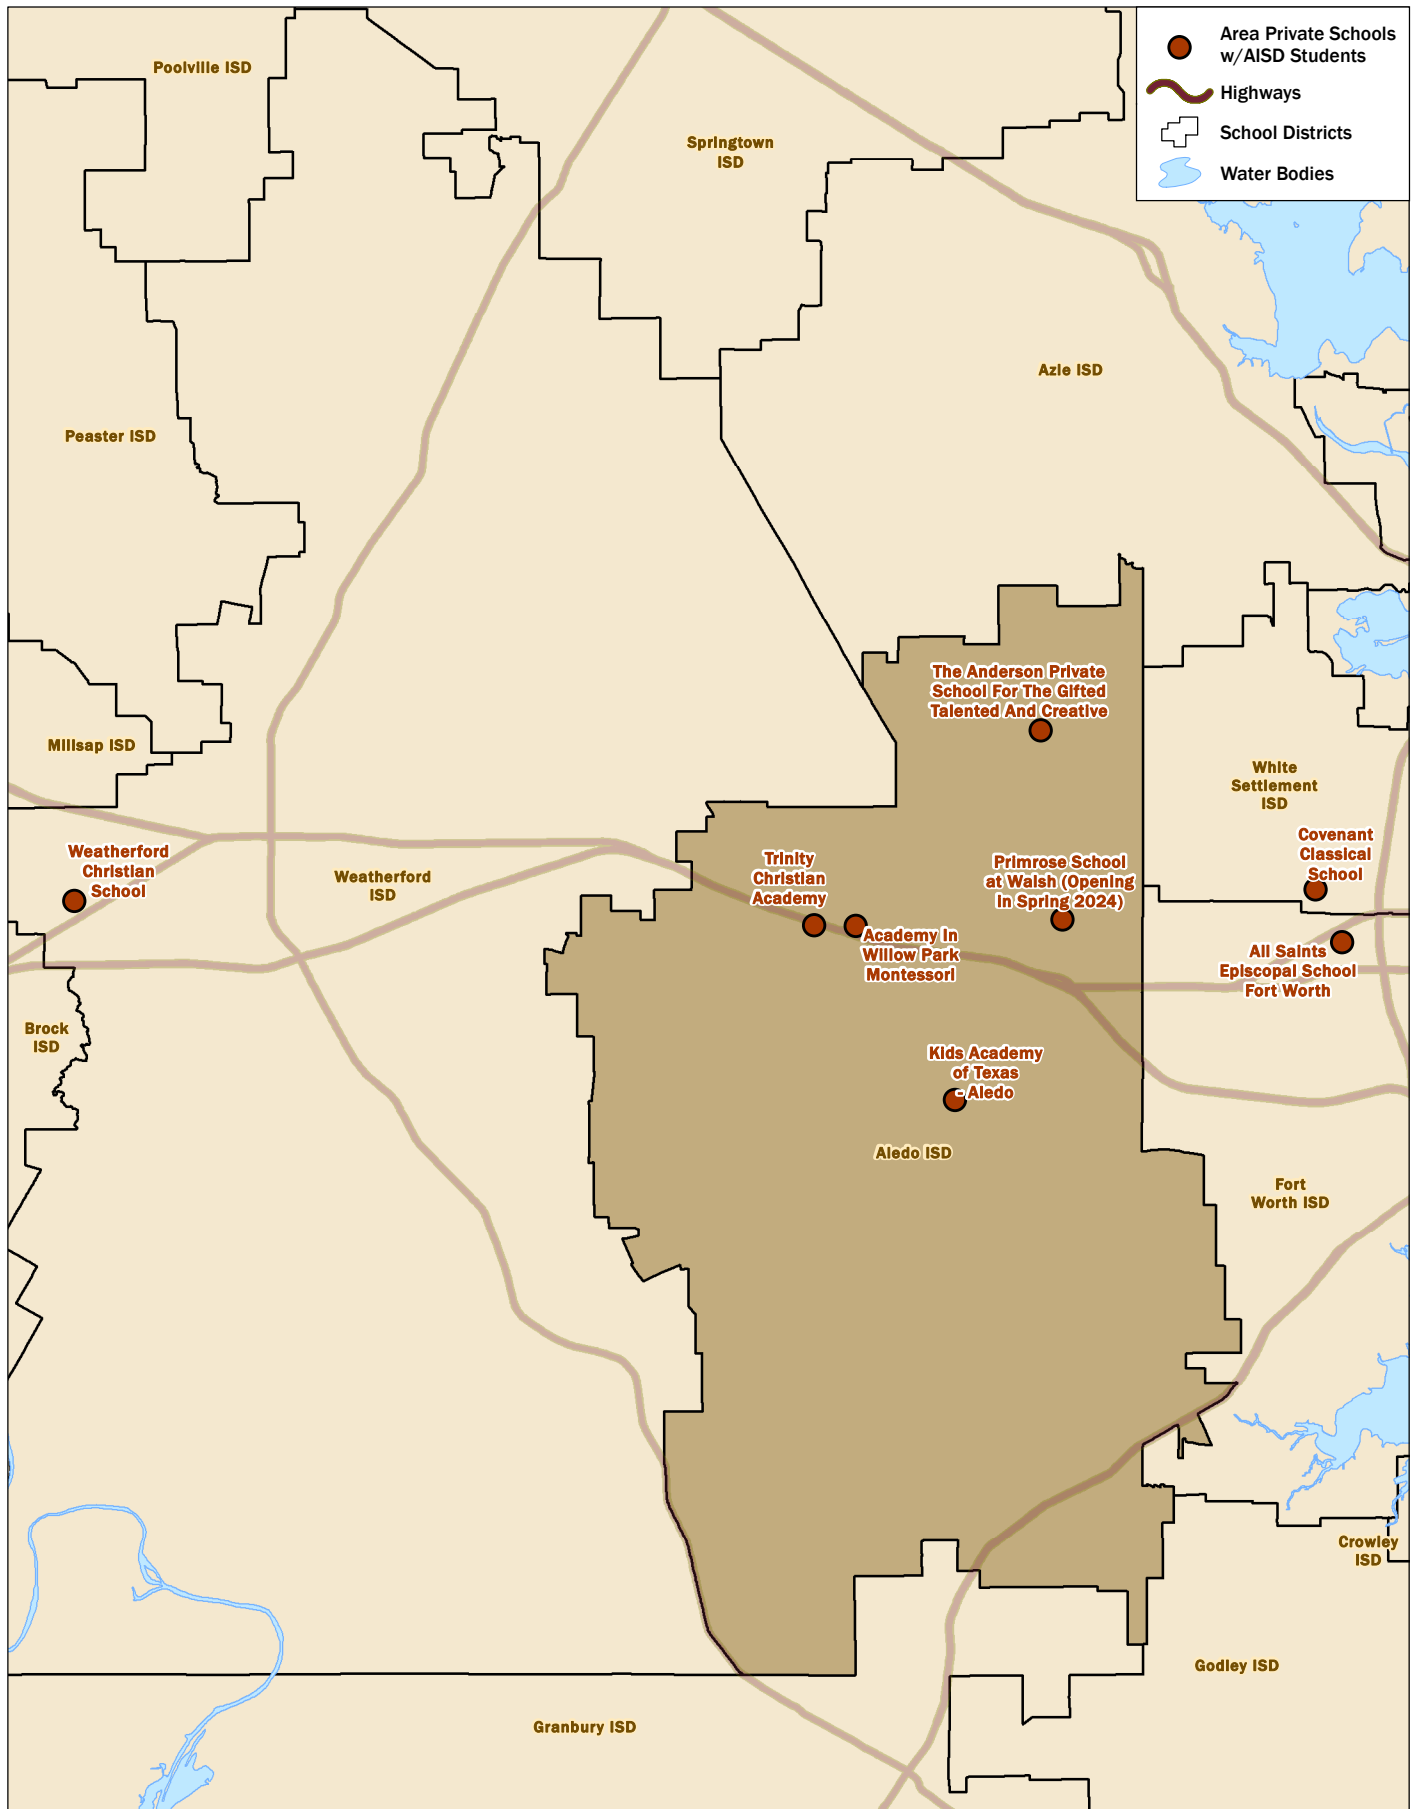 Area Private Schools
w/AISD Students
Highways
School Districts
Water Bodies
Poolville ISD
Springtown
ISD
Azle ISD
Peaster ISD
The Anderson Private
School For The Gifted
Talented And Creative
Millsap ISD
White
Settlement
ISD
Covenant
Classical
School
Weatherford
Christian
School
Weatherford
ISD
Trinity
Christian
Academy
Primrose School
at Walsh (Opening
In Spring 2024)
Academy In
Willow Park
Montessori
All Saints
Episcopal School
Fort Worth
Brock
ISD
Kids Academy
of Texas
- Aledo
Aledo ISD
Fort
Worth ISD
Crowley
ISD
Godley ISD
Granbury ISD